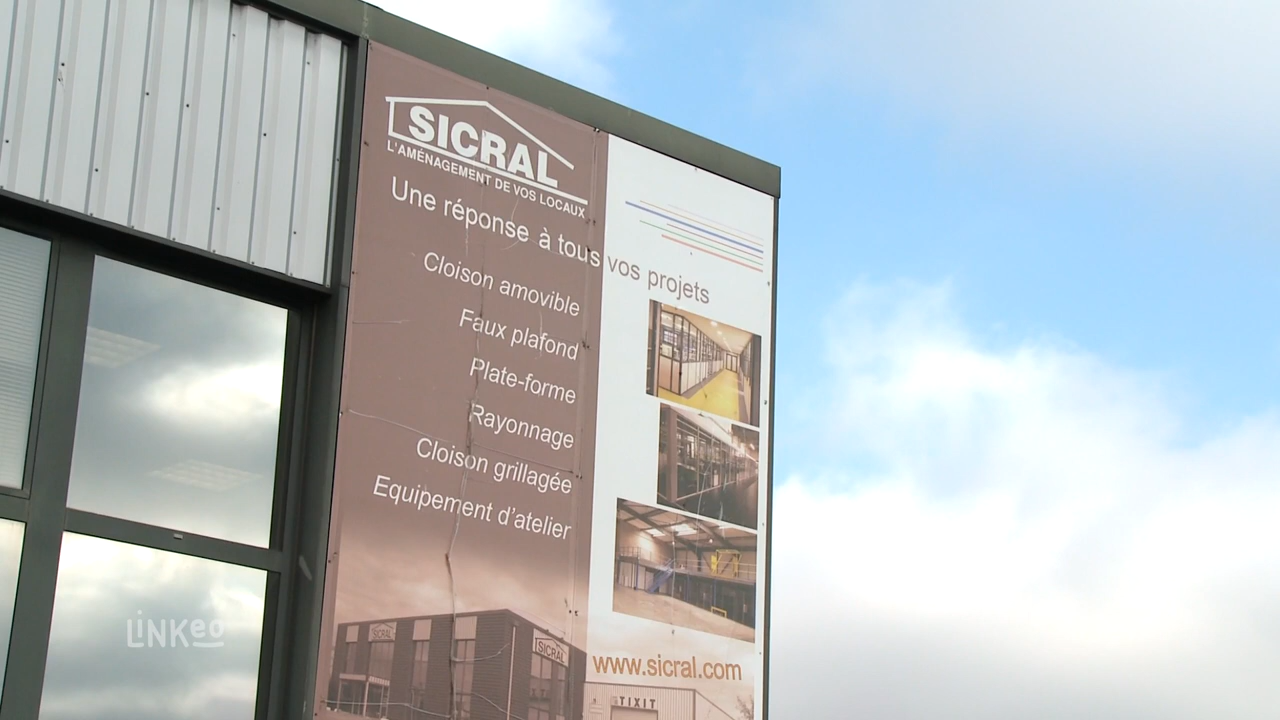 SICRAL
L'AMÉNAGEMENT DE VOS LOCAUX
Une réponse à tous vos projets
Cloison amovible
Faux plafond
Plate-forme
Rayonnage
Cloison grillagée
Equipement d'atelier
SICRAL
SICRAL
www.sicral.com
TIXIT
LiNKeo